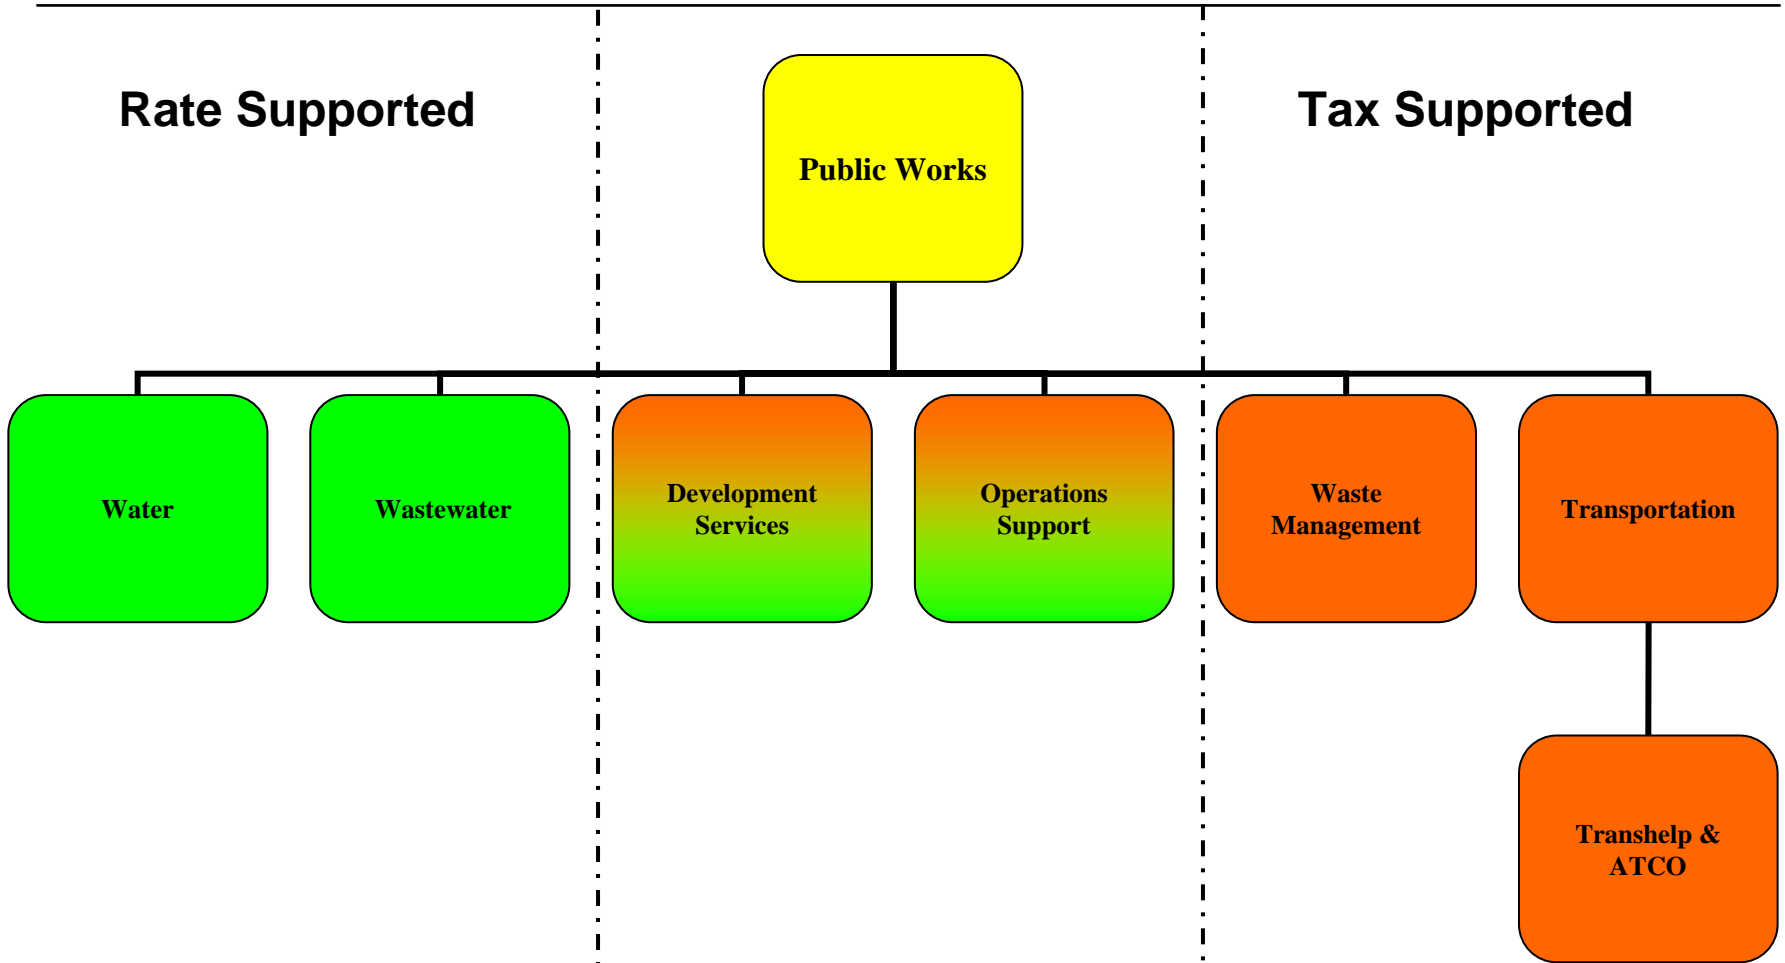 Rate Supported
Tax Supported
Public Works
Water
Wastewater
Development
Services
Operations
Support
Waste
Management
Transportation
Transhelp &
ATCO